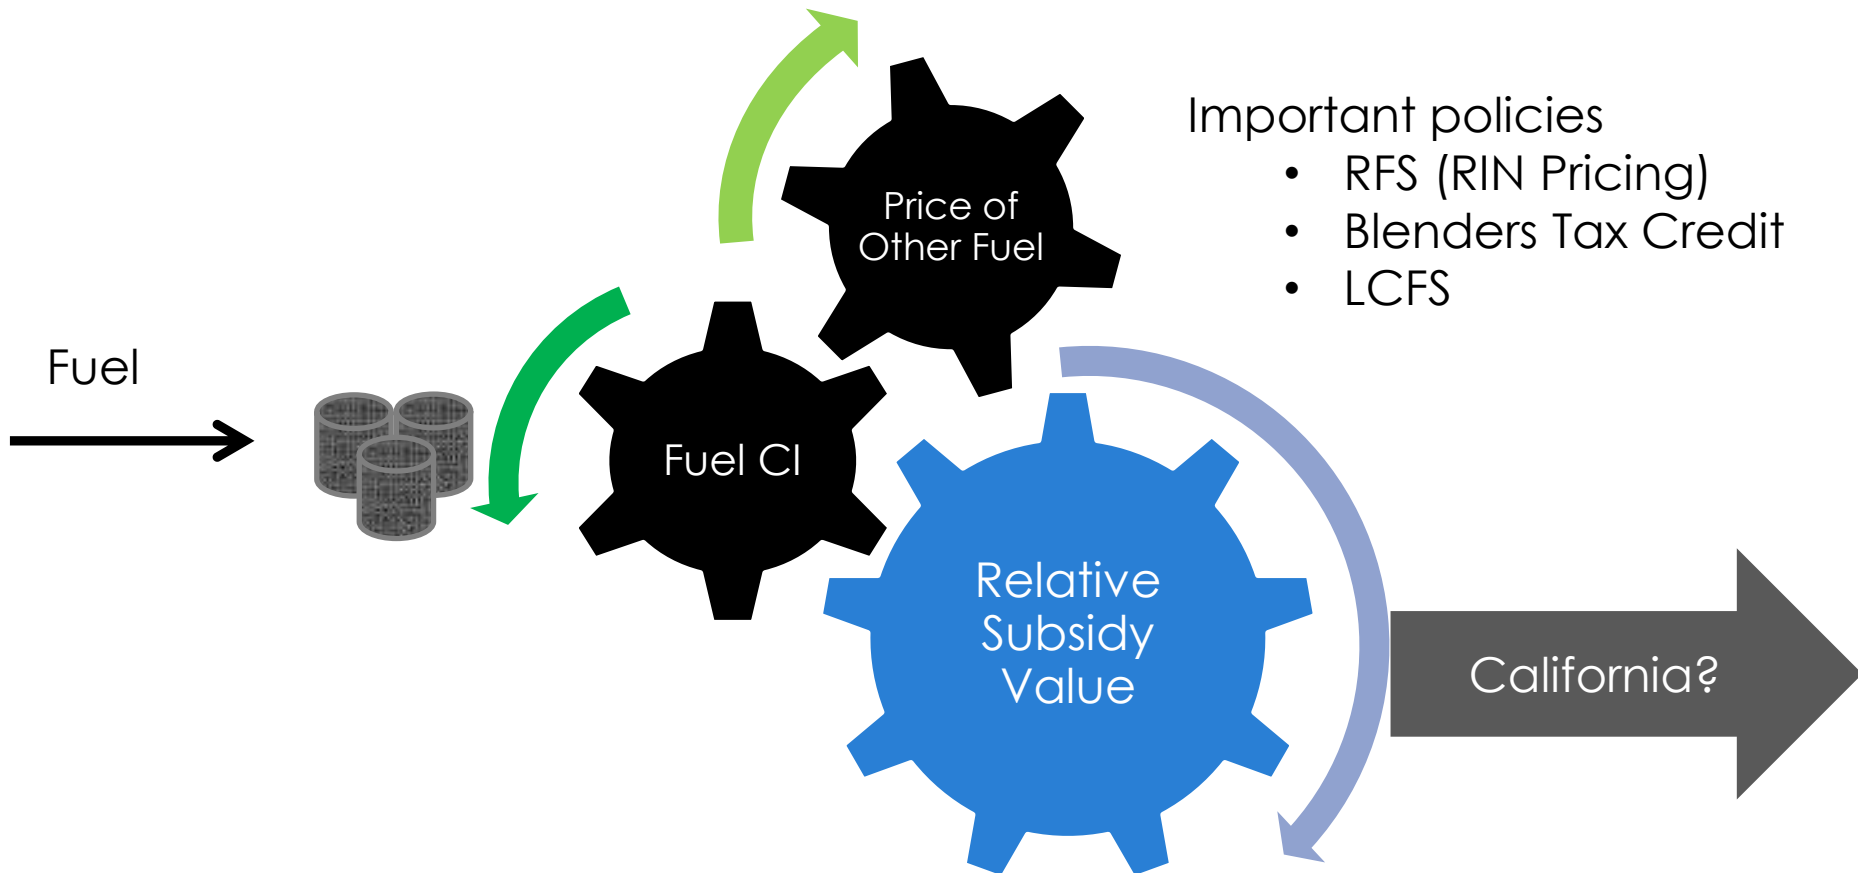 Fuel
Price of
Other Fuel
Fuel CI
Relative
Subsidy
Value
Important policies
• RFS (RIN Pricing)
• Blenders Tax Credit
• LCFS
California?